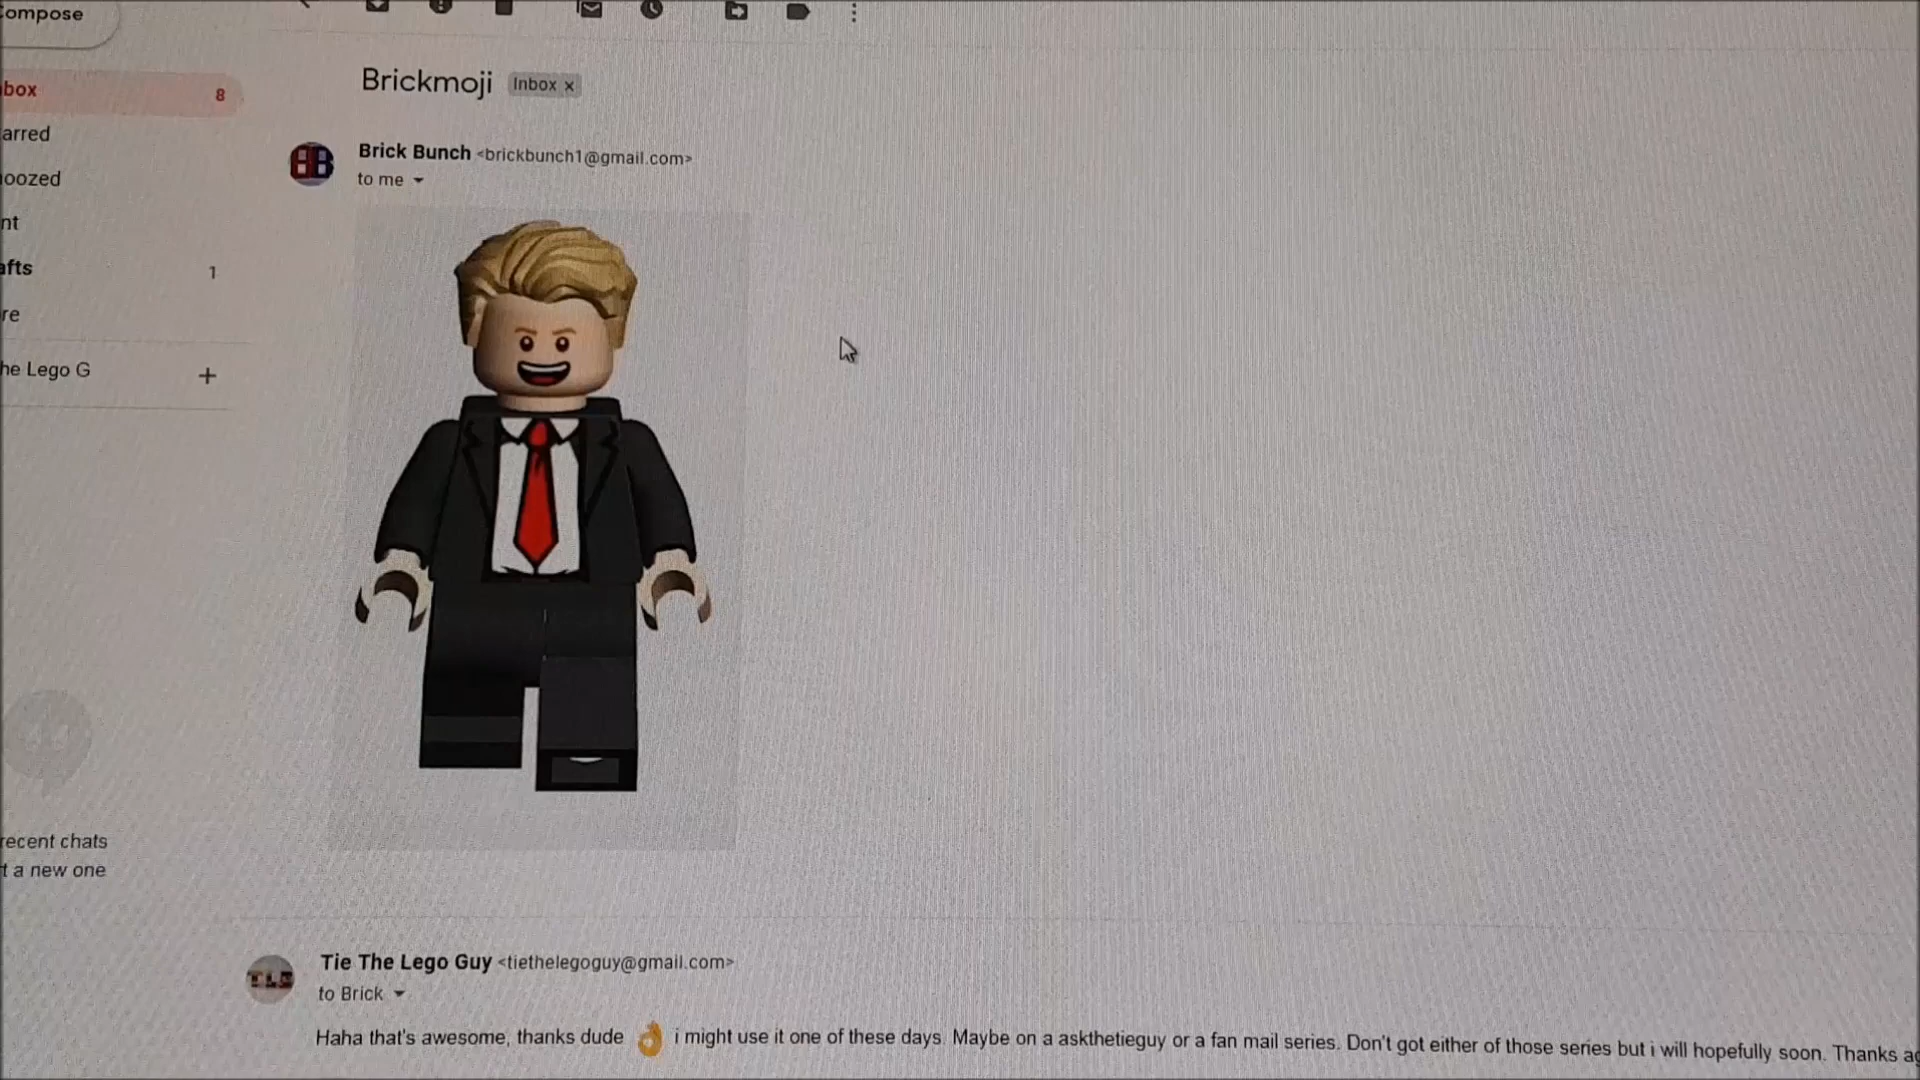 ompose
Brickmoji Inbox ×
box 8
arred
Brick Bunch <brickbunch1@gmail.com>
to me
oozed
nt
afts 1
re
he Lego G +
recent chats
t a new one
Tie The Lego Guy <tiethelegoguy@gmail.com>
to Brick
Haha that's awesome, thanks dude 👌 i might use it one of these days. Maybe on a askthetieguy or a fan mail series. Don't got either of those series but i will hopefully soon. Thanks ag